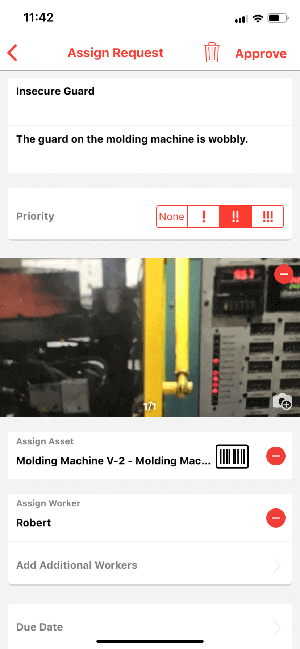 11:42
Assign Request
Approve
Insecure Guard
The guard on the molding machine is wobbly.
Priority
None ! !! !!!
1/1
Assign Asset
Molding Machine V-2 - Molding Mac...
Assign Worker
Robert
Add Additional Workers
Due Date